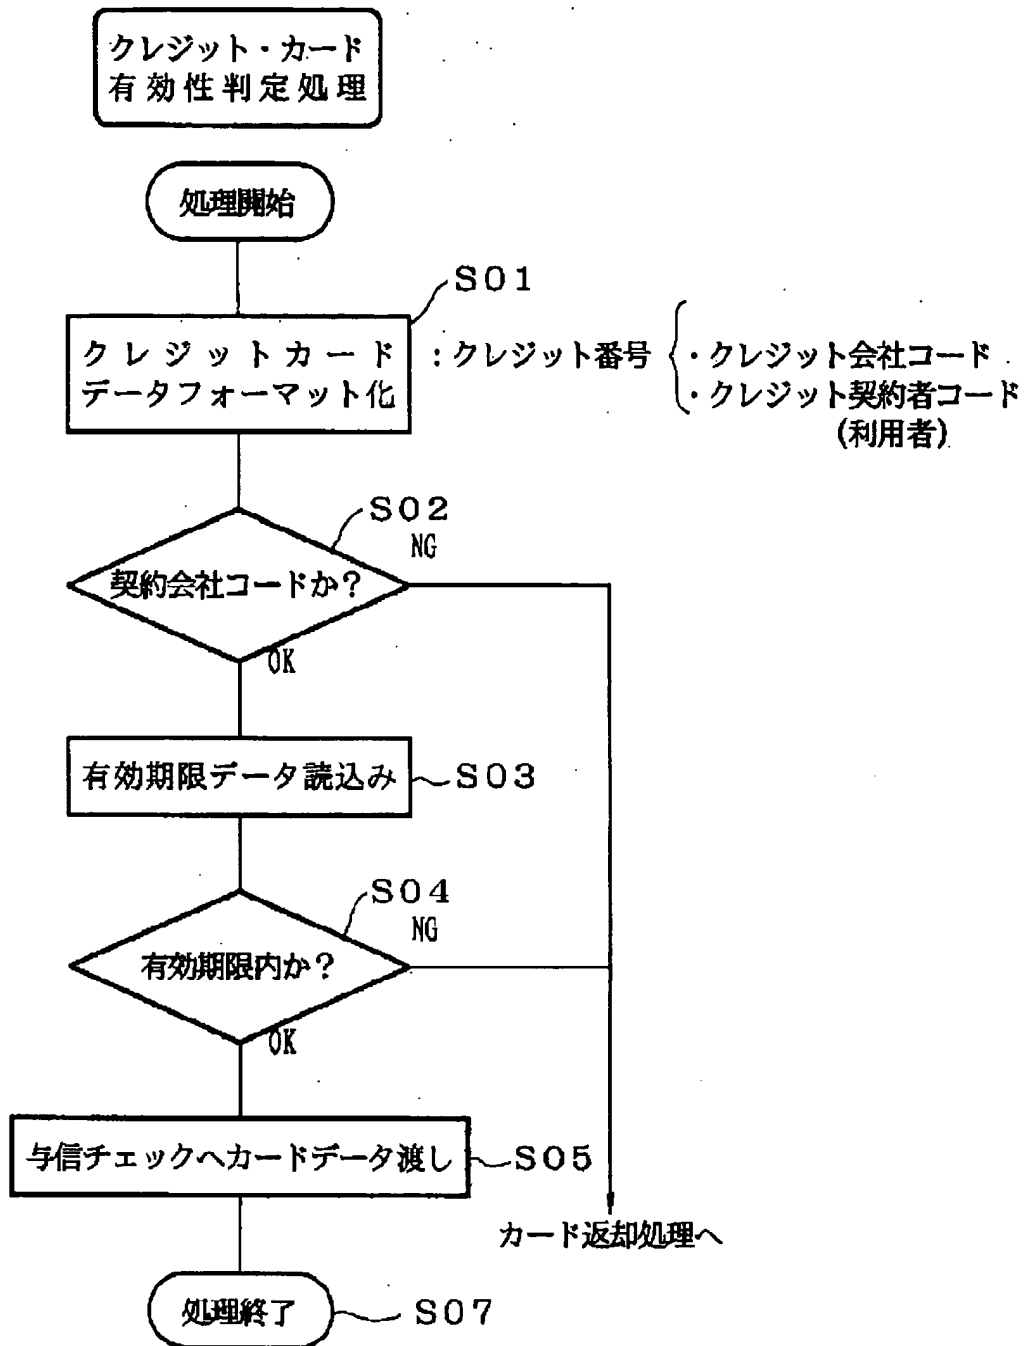 クレジット・カード
有効性判定処理
処理開始
S01
クレジットカード
データフォーマット化
:クレジット番号
・クレジット会社コード
・クレジット契約者コード
(利用者)
S02
NG
契約会社コードか?
OK
有効期限データ読込み
S03
S04
NG
有効期限内か?
OK
与信チェックへカードデータ渡し
S05
カード返却処理へ
処理終了
S07